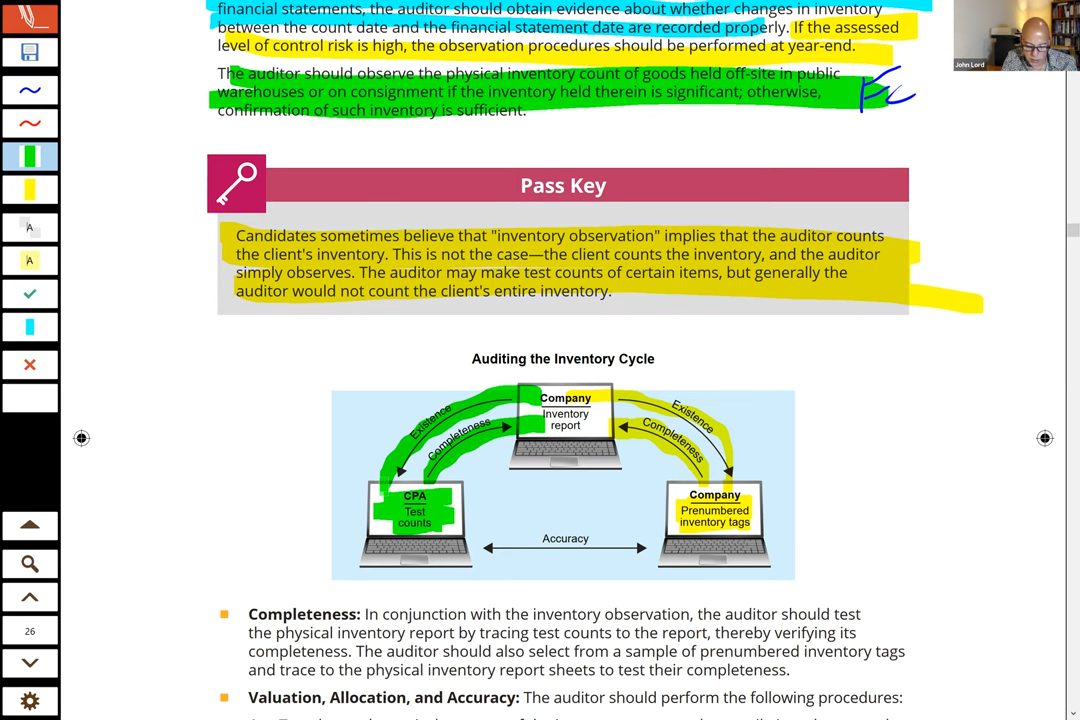 financial statements, the auditor should obtain evidence about whether changes in inventory
between the count date and the financial statement date are recorded properly. If the assessed
level of control risk is high, the observation procedures should be performed at year-end.
The auditor should observe the physical inventory count of goods held off-site in public
warehouses or on consignment if the inventory held therein is significant; otherwise,
confirmation of such inventory is sufficient.
John Lord
Pass Key
Candidates sometimes believe that "inventory observation" implies that the auditor counts
the client's inventory. This is not the case—the client counts the inventory, and the auditor
simply observes. The auditor may make test counts of certain items, but generally the
auditor would not count the client's entire inventory.
Auditing the Inventory Cycle
Company
Inventory
report
Existence
Completeness
Existence
Completeness
CPA
Test
counts
Company
Prenumbered
inventory tags
Accuracy
Completeness: In conjunction with the inventory observation, the auditor should test
the physical inventory report by tracing test counts to the report, thereby verifying its
completeness. The auditor should also select from a sample of prenumbered inventory tags
and trace to the physical inventory report sheets to test their completeness.
Valuation, Allocation, and Accuracy: The auditor should perform the following procedures:
A
A
26